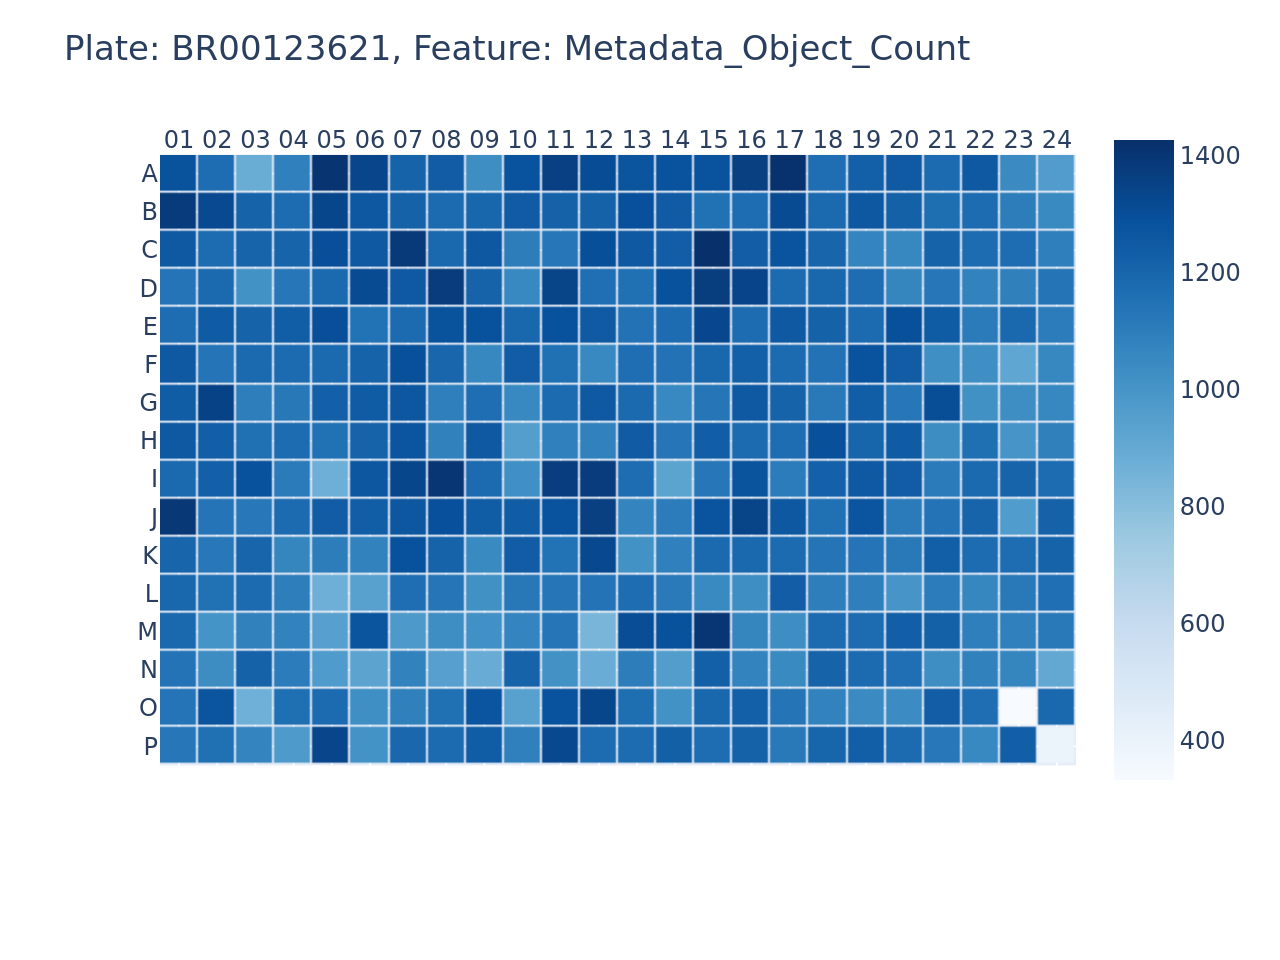 Plate: BR00123621, Feature: Metadata_Object_Count
01 02 03 04 05 06 07 08 09 10 11 12 13 14 15 16 17 18 19 20 21 22 23 24
A
B
C
D
E
F
G
H
I
J
K
L
M
N
O
P
1400
1200
1000
800
600
400